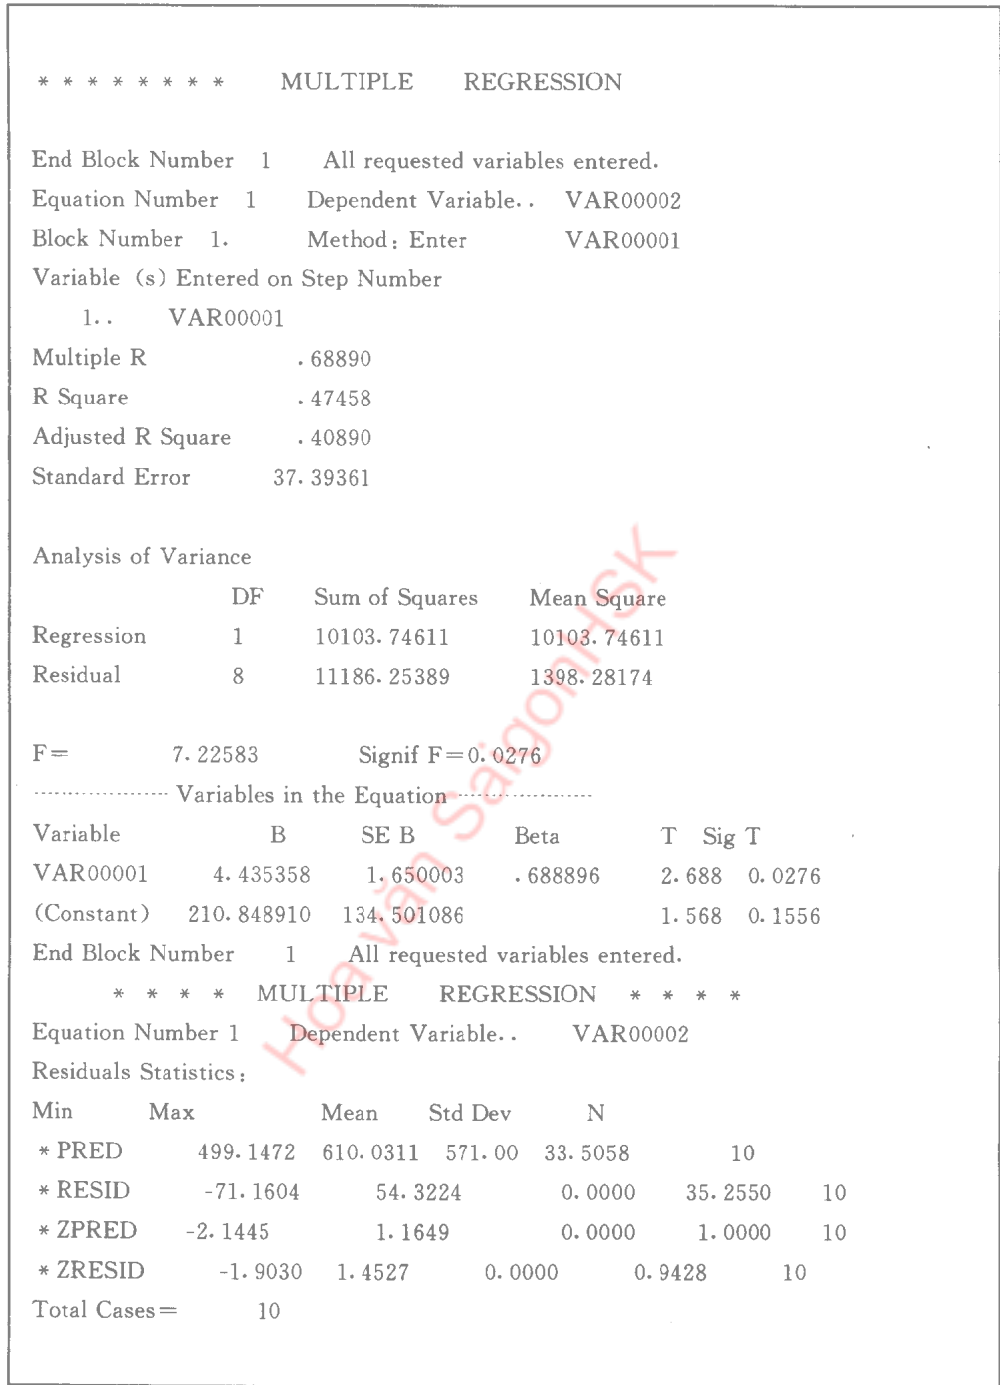 * * * * * * * * MULTIPLE REGRESSION
End Block Number 1 All requested variables entered.
Equation Number 1 Dependent Variable.. VAR00002
Block Number 1. Method: Enter VAR00001
Variable (s) Entered on Step Number
1.. VAR00001
Multiple R .68890
R Square .47458
Adjusted R Square .40890
Standard Error 37.39361
Analysis of Variance
DF Sum of Squares Mean Square
Regression 1 10103.74611 10103.74611
Residual 8 11186.25389 1398.28174
F= 7.22583 Signif F=0.0276
Variables in the Equation
Variable B SE B Beta T Sig T
VAR00001 4.435358 1.650003 .688896 2.688 0.0276
(Constant) 210.848910 134.501086 1.568 0.1556
End Block Number 1 All requested variables entered.
* * * * MULTIPLE REGRESSION * * * *
Equation Number 1 Dependent Variable.. VAR00002
Residuals Statistics:
Min Max Mean Std Dev N
* PRED 499.1472 610.0311 571.00 33.5058 10
* RESID -71.1604 54.3224 0.0000 35.2550 10
* ZPRED -2.1445 1.1649 0.0000 1.0000 10
* ZRESID -1.9030 1.4527 0.0000 0.9428 10
Total Cases= 10
Hoa văn SaigonHSK